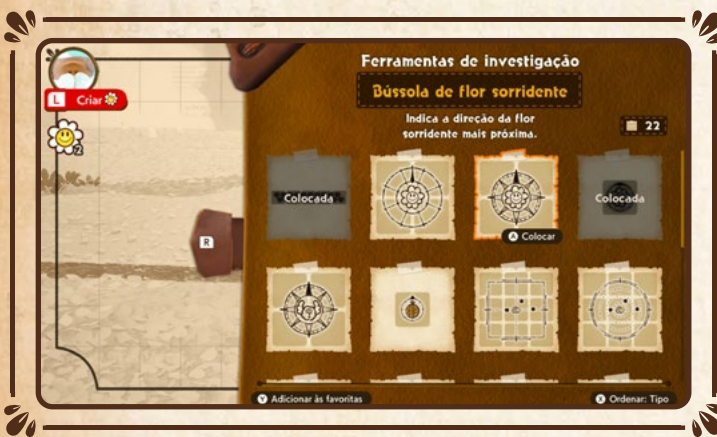 Ferramentas de investigação
L Criar
Bússola de flor sorridente
Indica a direção da flor
sorridente mais próxima.
22
2
Colocada
Colocada
R
A Colocar
Y Adicionar às favoritas
X Ordenar: Tipo